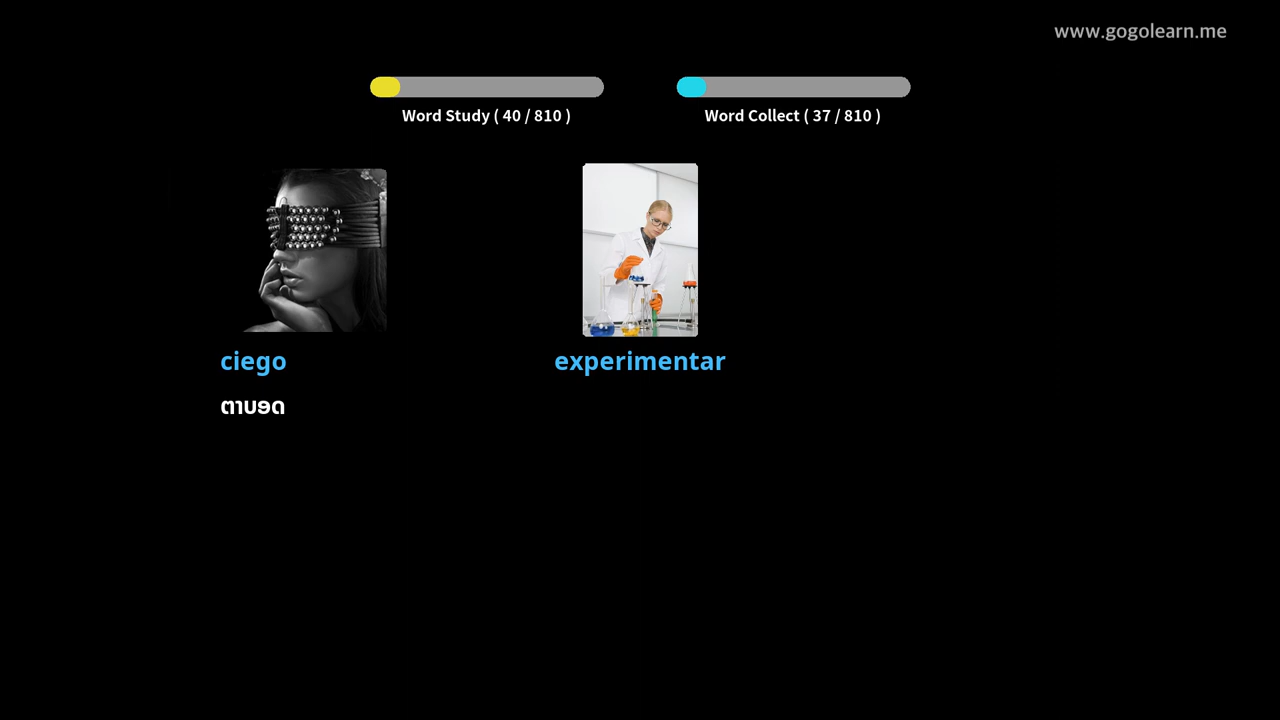 www.gogolearn.me
Word Study ( 40 / 810 )
Word Collect ( 37 / 810 )
ciego
experimentar
ตาบอด